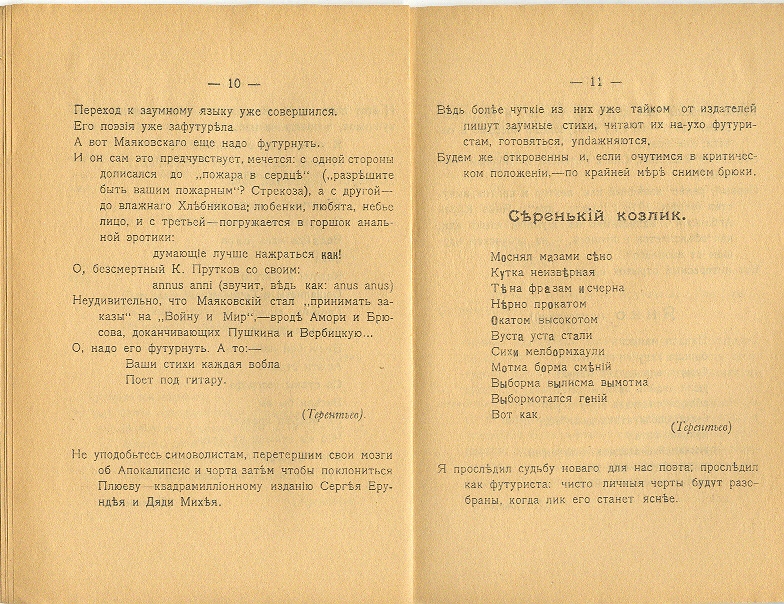 — 10 —
Переход к заумному языку уже совершился.
Его поэзія уже зафутурѣла
А вот Маяковскаго еще надо футурнуть.
И он сам это предчувствует, мечется: с одной стороны
дописался до „пожара в сердцѣ" („разрѣшите
быть вашим пожарным"? Стрекоза), а с другой—
до влажнаго Хлѣбникова; любенки, любята, небье
лицо, и с третьей—погружается в горшок аналь-
ной эротики:
думающіе лучше нажраться как!
О, безсмертный К. Прутков со своим:
annus anni (звучит, вѣдь как: anus anus)
Неудивительно, что Маяковскій стал „принимать за-
казы" на „Войну и Мир",—вродѣ Амори и Брю-
сова, доканчивающих Пушкина и Вербицкую...
О, надо его футурнуть. А то:—
Ваши стихи каждая вобла
Поет под гитару.
(Терентьев).
Не уподобьтесь симоволистам, перетершим свои мозги
об Апокалипсис и чорта затѣм чтобы поклониться
Плюеву—квадрамилліонному изданію Сергѣя Еру-
ндѣя и Дяди Михѣя.
— 11 —
Вѣдь болѣе чуткіе из них уже тайком от издателей
пишут заумные стихи, читают их на-ухо футури-
стам, готовяться, упражняются,
Будем же откровенны и, если очутимся в критичес-
ком положеніи,—по крайней мѣрѣ снимем брюки,
Сѣренькій козлик.
Моснял мазами сѣно
Кутка неизвѣрная
Тѣна фразам исчерна
Нѣрно прокатом
Окатом высокотом
Вуста уста стали
Сихи мелбормхаули
Мотма борма смѣній
Выборма вылисма вымотма
Выбормотался геній
Вот как
(Терентьев)
Я прослѣдил судьбу новаго для нас поэта; прослѣдил
как футуриста: чисто личныя черты будут разо-
браны, когда лик его станет яснѣе.